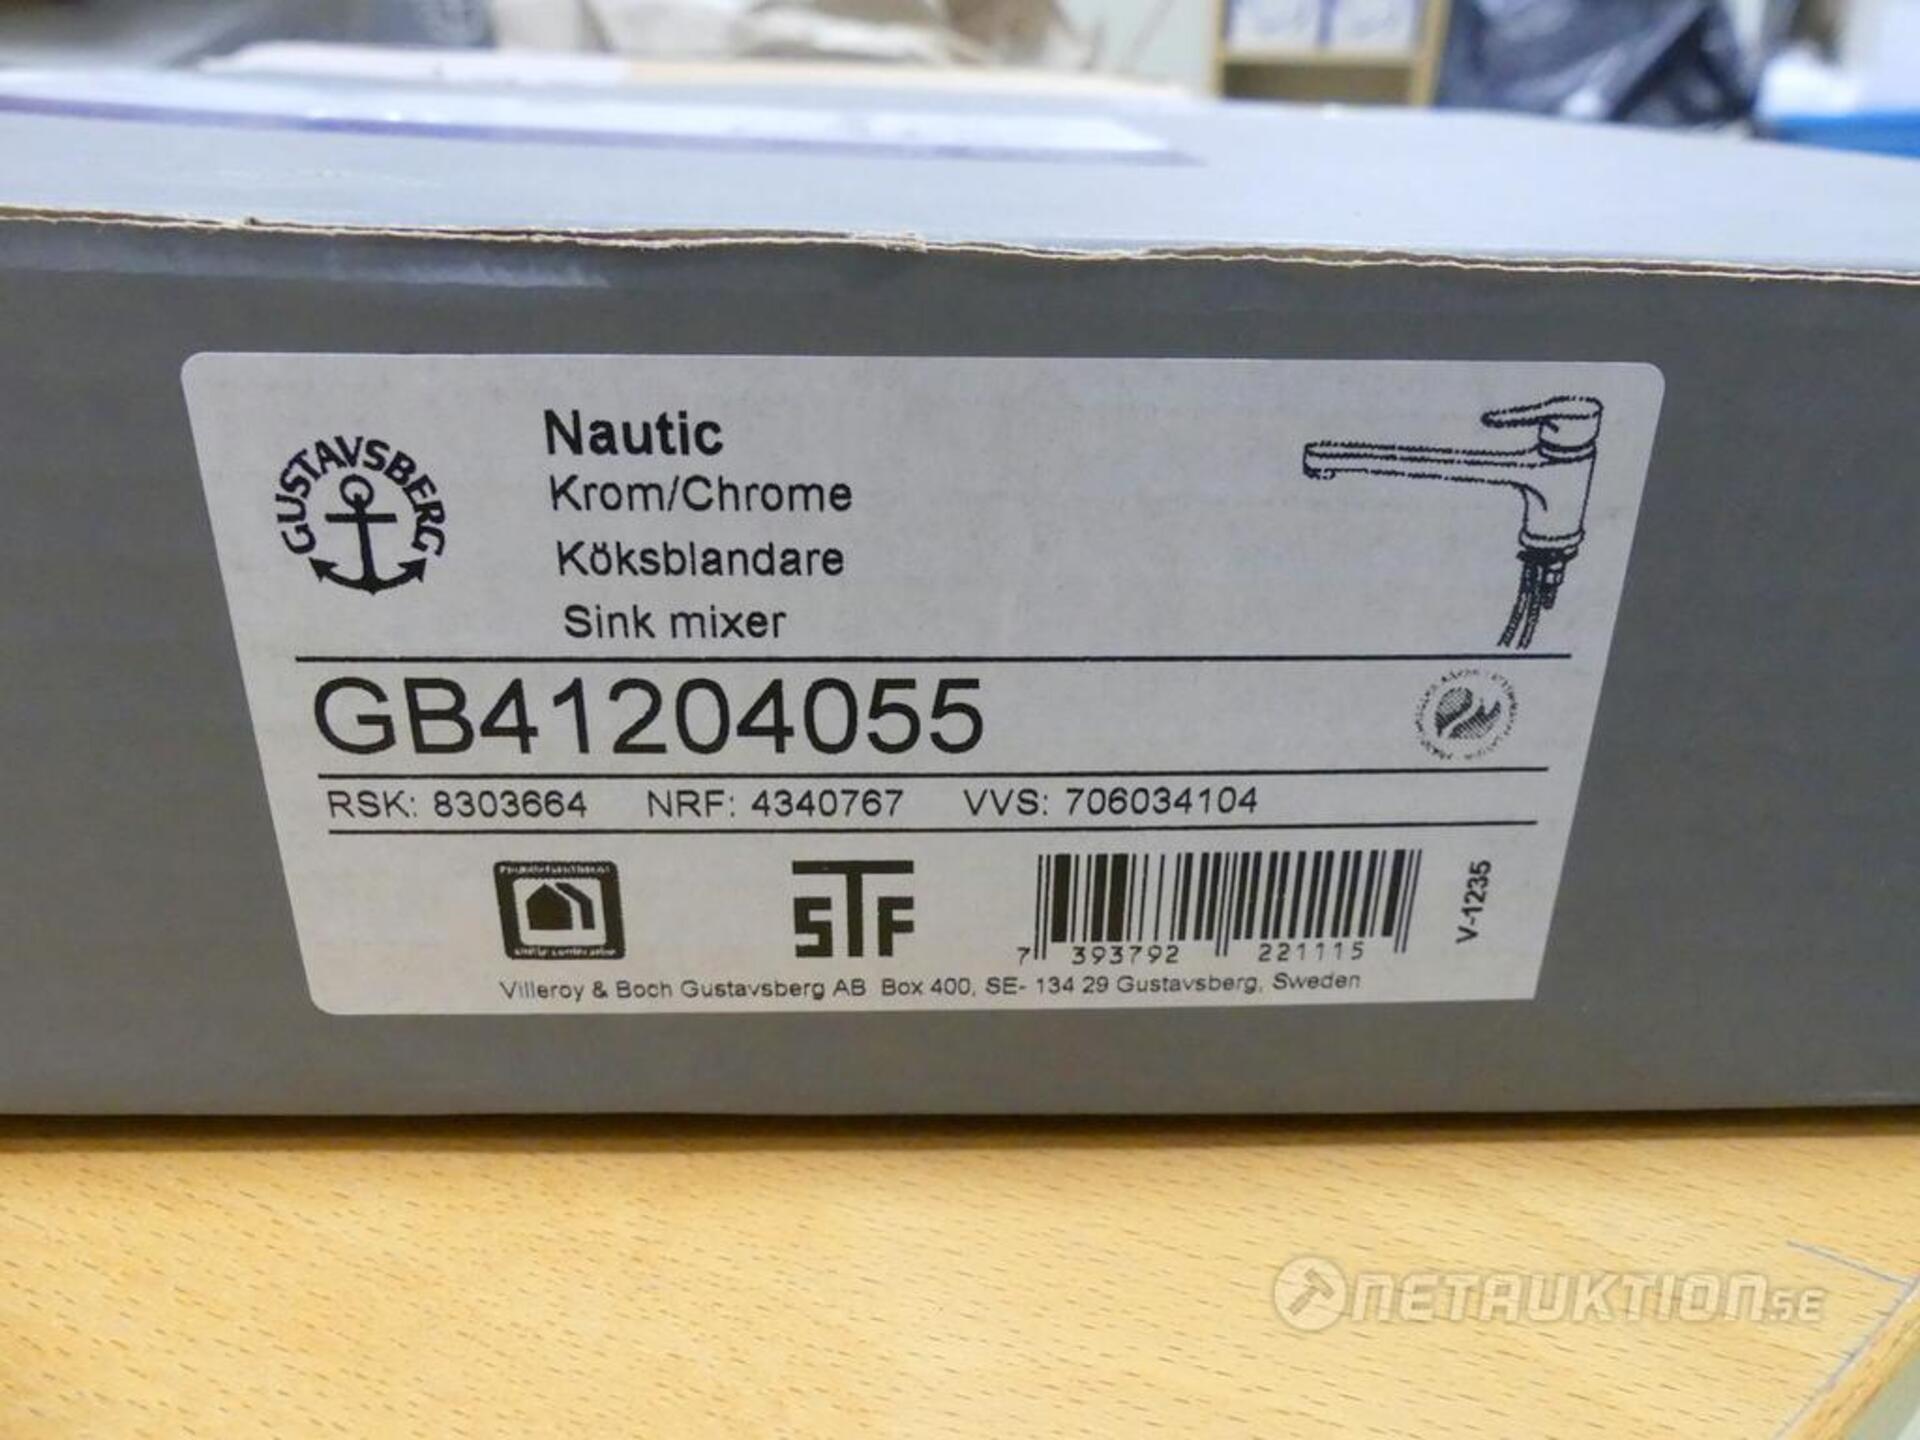 GUSTAVSBERG
Nautic
Krom/Chrome
Köksblandare
Sink mixer
GB41204055
RSK: 8303664 NRF: 4340767 VVS: 706034104
STF
7 393792 221115
V-1235
Villeroy & Boch Gustavsberg AB Box 400, SE- 134 29 Gustavsberg, Sweden
NETAUKTION.SE